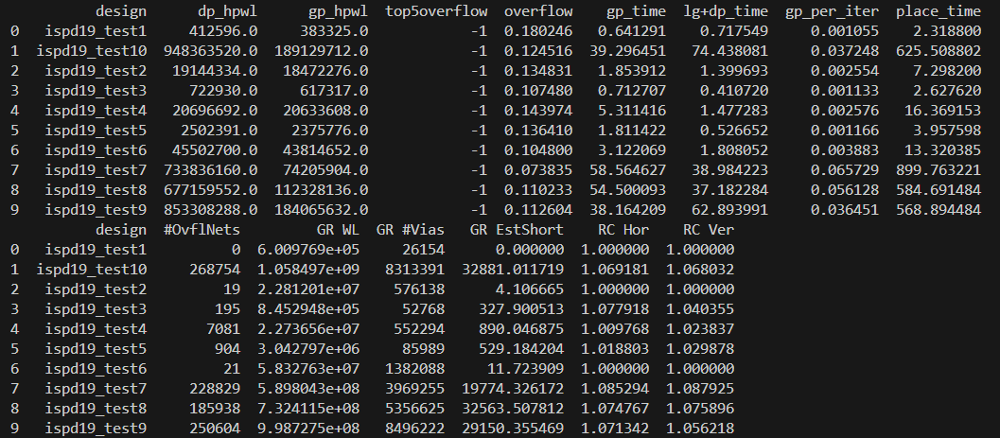 design dp_hpwl gp_hpwl top5overflow overflow gp_time lg+dp_time gp_per_iter place_time
0 ispd19_test1 412596.0 383325.0 -1 0.180246 0.641291 0.717549 0.001055 2.318800
1 ispd19_test10 948363520.0 189129712.0 -1 0.124516 39.296451 74.438081 0.037248 625.508802
2 ispd19_test2 19144334.0 18472276.0 -1 0.134831 1.853912 1.399693 0.002554 7.298200
3 ispd19_test3 722930.0 617317.0 -1 0.107480 0.712707 0.410720 0.001133 2.627620
4 ispd19_test4 20696692.0 20633608.0 -1 0.143974 5.311416 1.477283 0.002576 16.369153
5 ispd19_test5 2502391.0 2375776.0 -1 0.136410 1.811422 0.526652 0.001166 3.957598
6 ispd19_test6 45502700.0 43814652.0 -1 0.104800 3.122069 1.808052 0.003883 13.320385
7 ispd19_test7 733836160.0 74205904.0 -1 0.073835 58.564627 38.984223 0.065729 899.763221
8 ispd19_test8 677159552.0 112328136.0 -1 0.110233 54.500093 37.182284 0.056128 584.691484
9 ispd19_test9 853308288.0 184065632.0 -1 0.112604 38.164209 62.893991 0.036451 568.894484
design #OvflNets GR WL GR #Vias GR EstShort RC Hor RC Ver
0 ispd19_test1 0 6.009769e+05 26154 0.000000 1.000000 1.000000
1 ispd19_test10 268754 1.058497e+09 8313391 32881.011719 1.069181 1.068032
2 ispd19_test2 19 2.281201e+07 576138 4.106665 1.000000 1.000000
3 ispd19_test3 195 8.452948e+05 52768 327.900513 1.077918 1.040355
4 ispd19_test4 7081 2.273656e+07 552294 890.046875 1.009768 1.023837
5 ispd19_test5 904 3.042797e+06 85989 529.184204 1.018803 1.029878
6 ispd19_test6 21 5.832763e+07 1382088 11.723909 1.000000 1.000000
7 ispd19_test7 228829 5.898043e+08 3969255 19774.326172 1.085294 1.087925
8 ispd19_test8 185938 7.324115e+08 5356625 32563.507812 1.074767 1.075896
9 ispd19_test9 250604 9.987275e+08 8496222 29150.355469 1.071342 1.056218